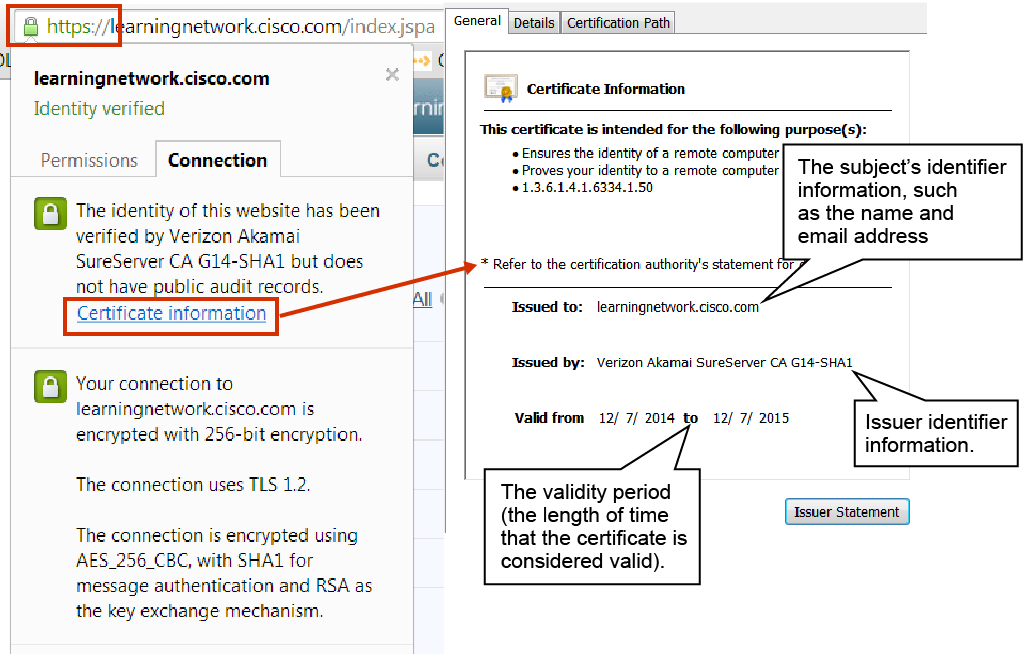 https://learningnetwork.cisco.com/index.jspa
learningnetwork.cisco.com
Identity verified
Permissions
Connection
The identity of this website has been
verified by Verizon Akamai
SureServer CA G14-SHA1 but does
not have public audit records.
Certificate information
Your connection to
learningnetwork.cisco.com is
encrypted with 256-bit encryption.
The connection uses TLS 1.2.
The connection is encrypted using
AES_256_CBC, with SHA1 for
message authentication and RSA as
the key exchange mechanism.
All
General
Details
Certification Path
Certificate Information
This certificate is intended for the following purpose(s):
• Ensures the identity of a remote computer
• Proves your identity to a remote computer
• 1.3.6.1.4.1.6334.1.50
The subject's identifier
information, such
as the name and
email address
* Refer to the certification authority's statement for
Issued to: learningnetwork.cisco.com
Issued by: Verizon Akamai SureServer CA G14-SHA1
Issuer identifier
information.
Valid from 12/ 7/ 2014 to 12/ 7/ 2015
The validity period
(the length of time
that the certificate is
considered valid).
Issuer Statement